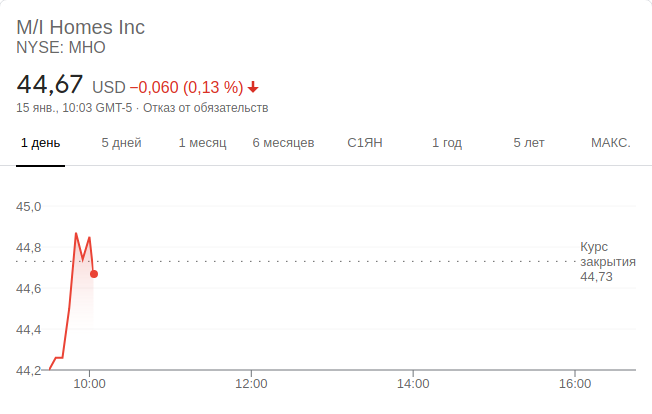 M/I Homes Inc
NYSE: MHO
44,67 USD −0,060 (0,13 %)
15 янв., 10:03 GMT-5 · Отказ от обязательств
1 день 5 дней 1 месяц 6 месяцев С1ЯН 1 год 5 лет МАКС.
45,0
44,8
44,6
44,4
44,2
Курс
закрытия
44,73
10:00 12:00 14:00 16:00